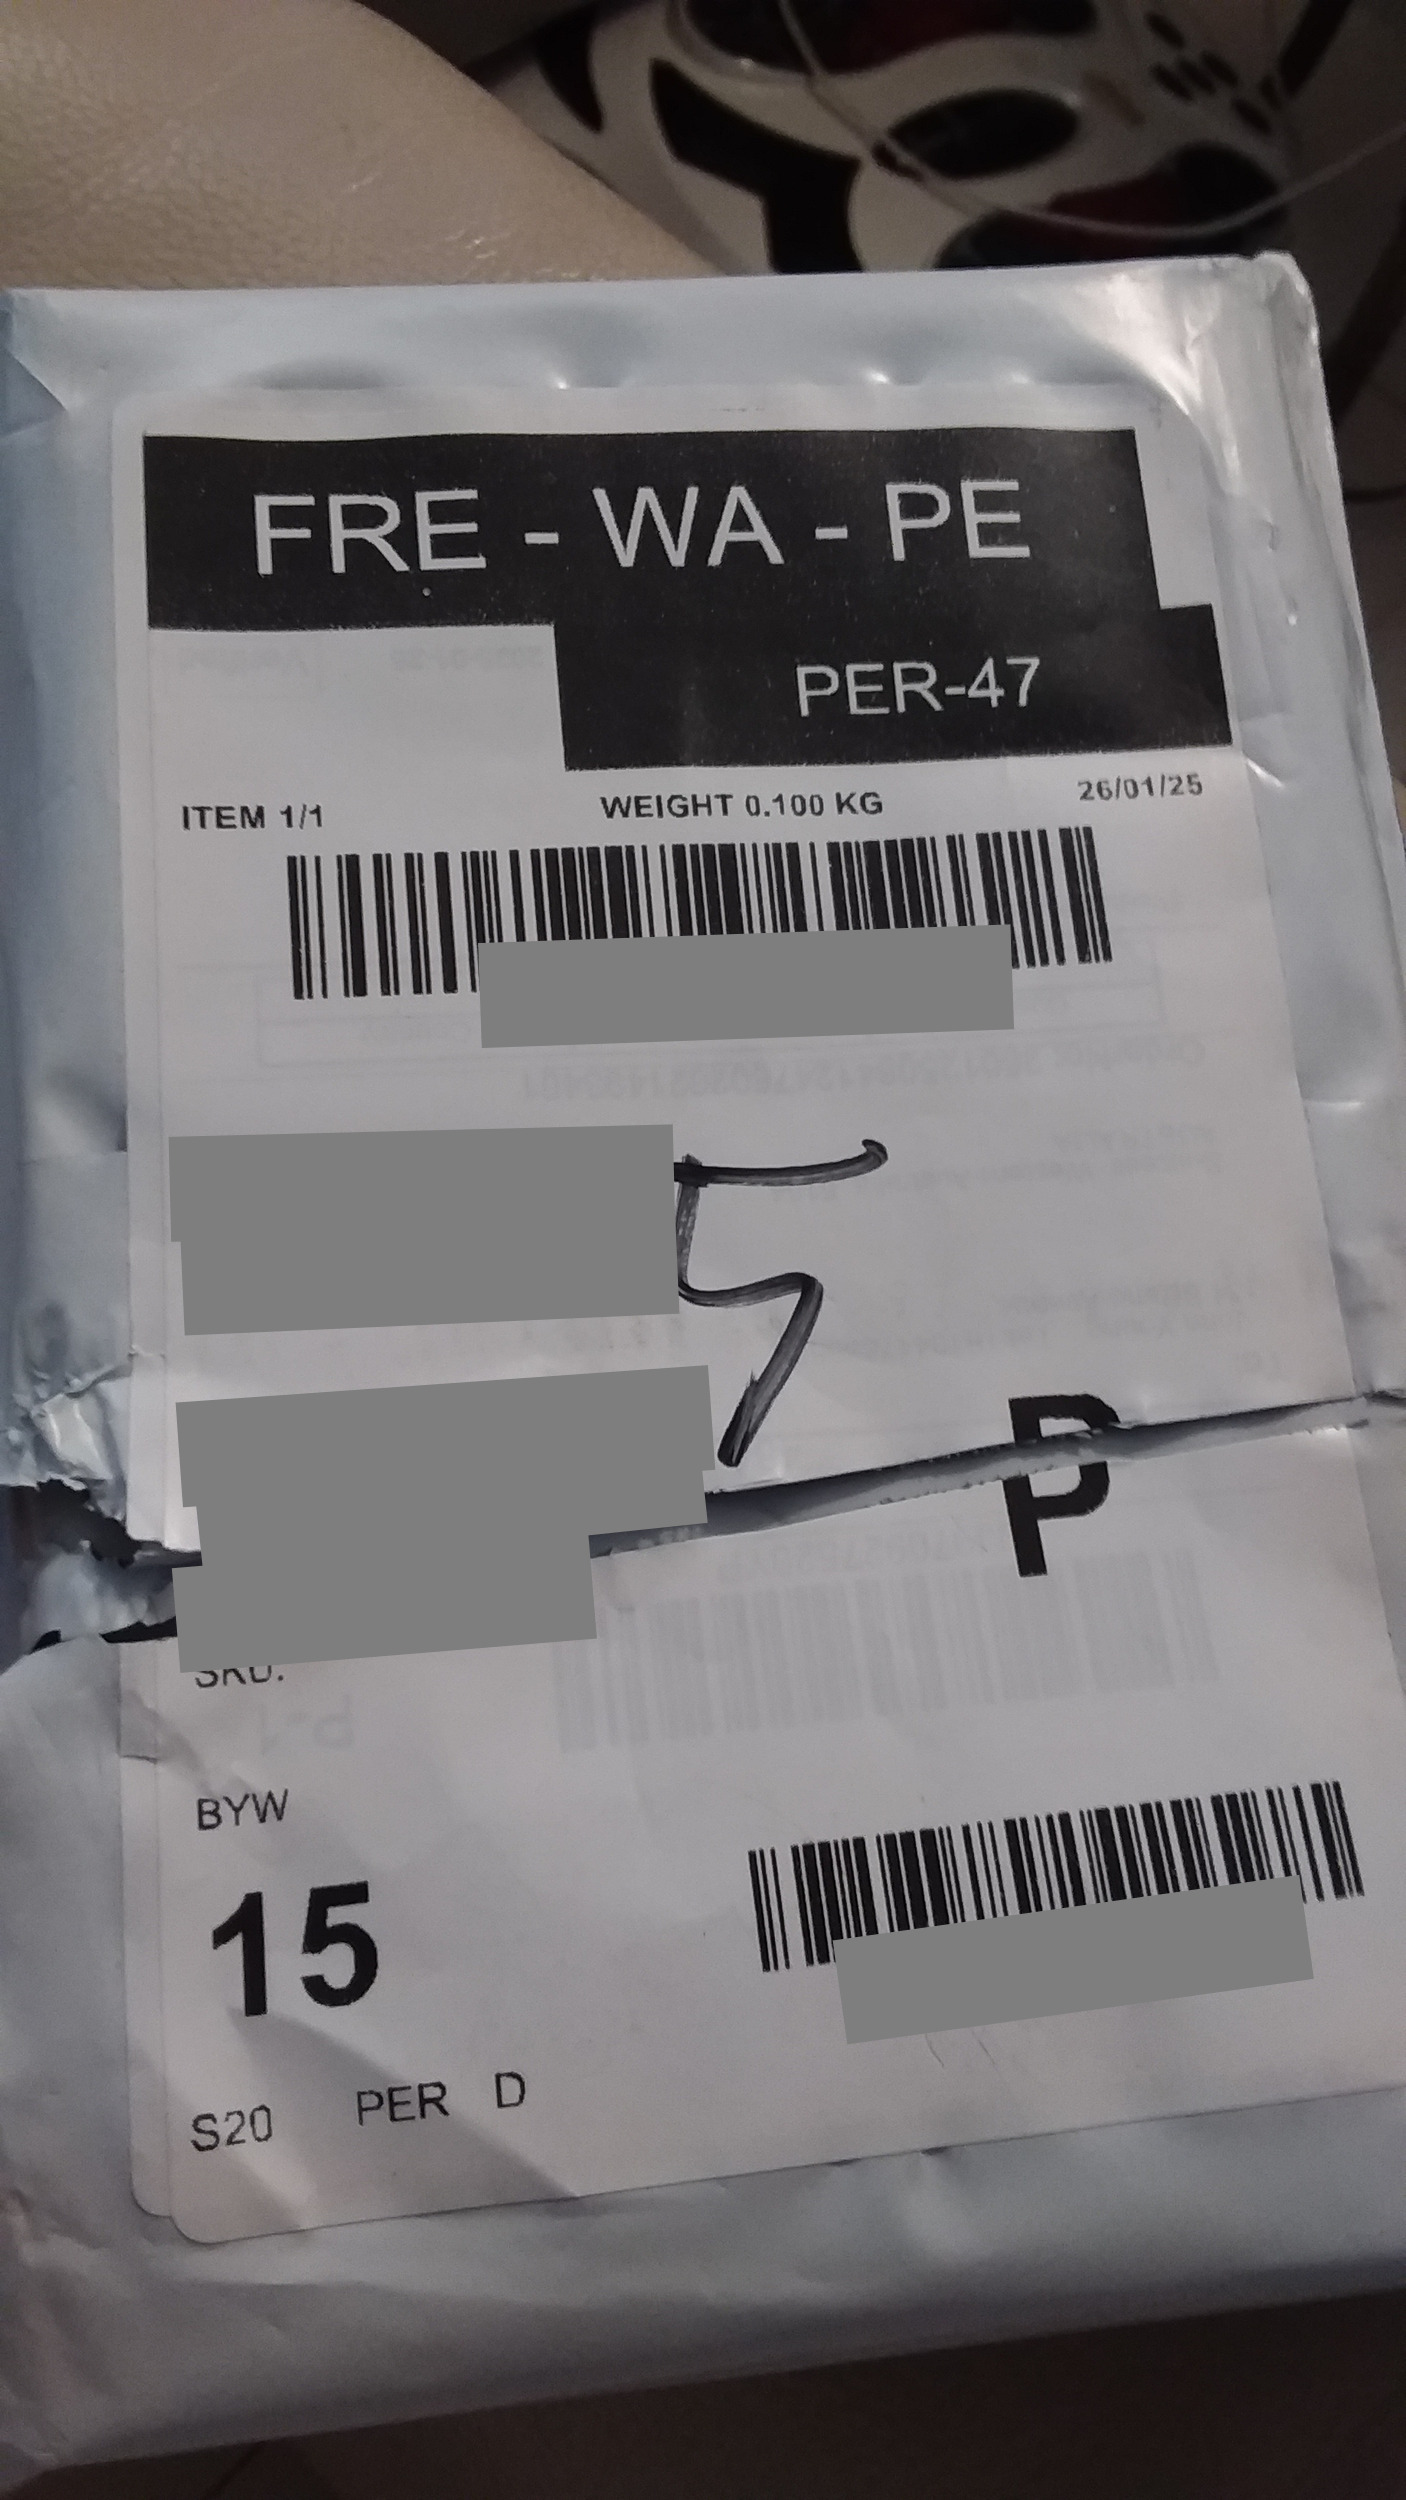 FRE - WA - PE
PER-47
ITEM 1/1 WEIGHT 0.100 KG 26/01/25
5
P
SKU:
BYW
15
S20 PER D